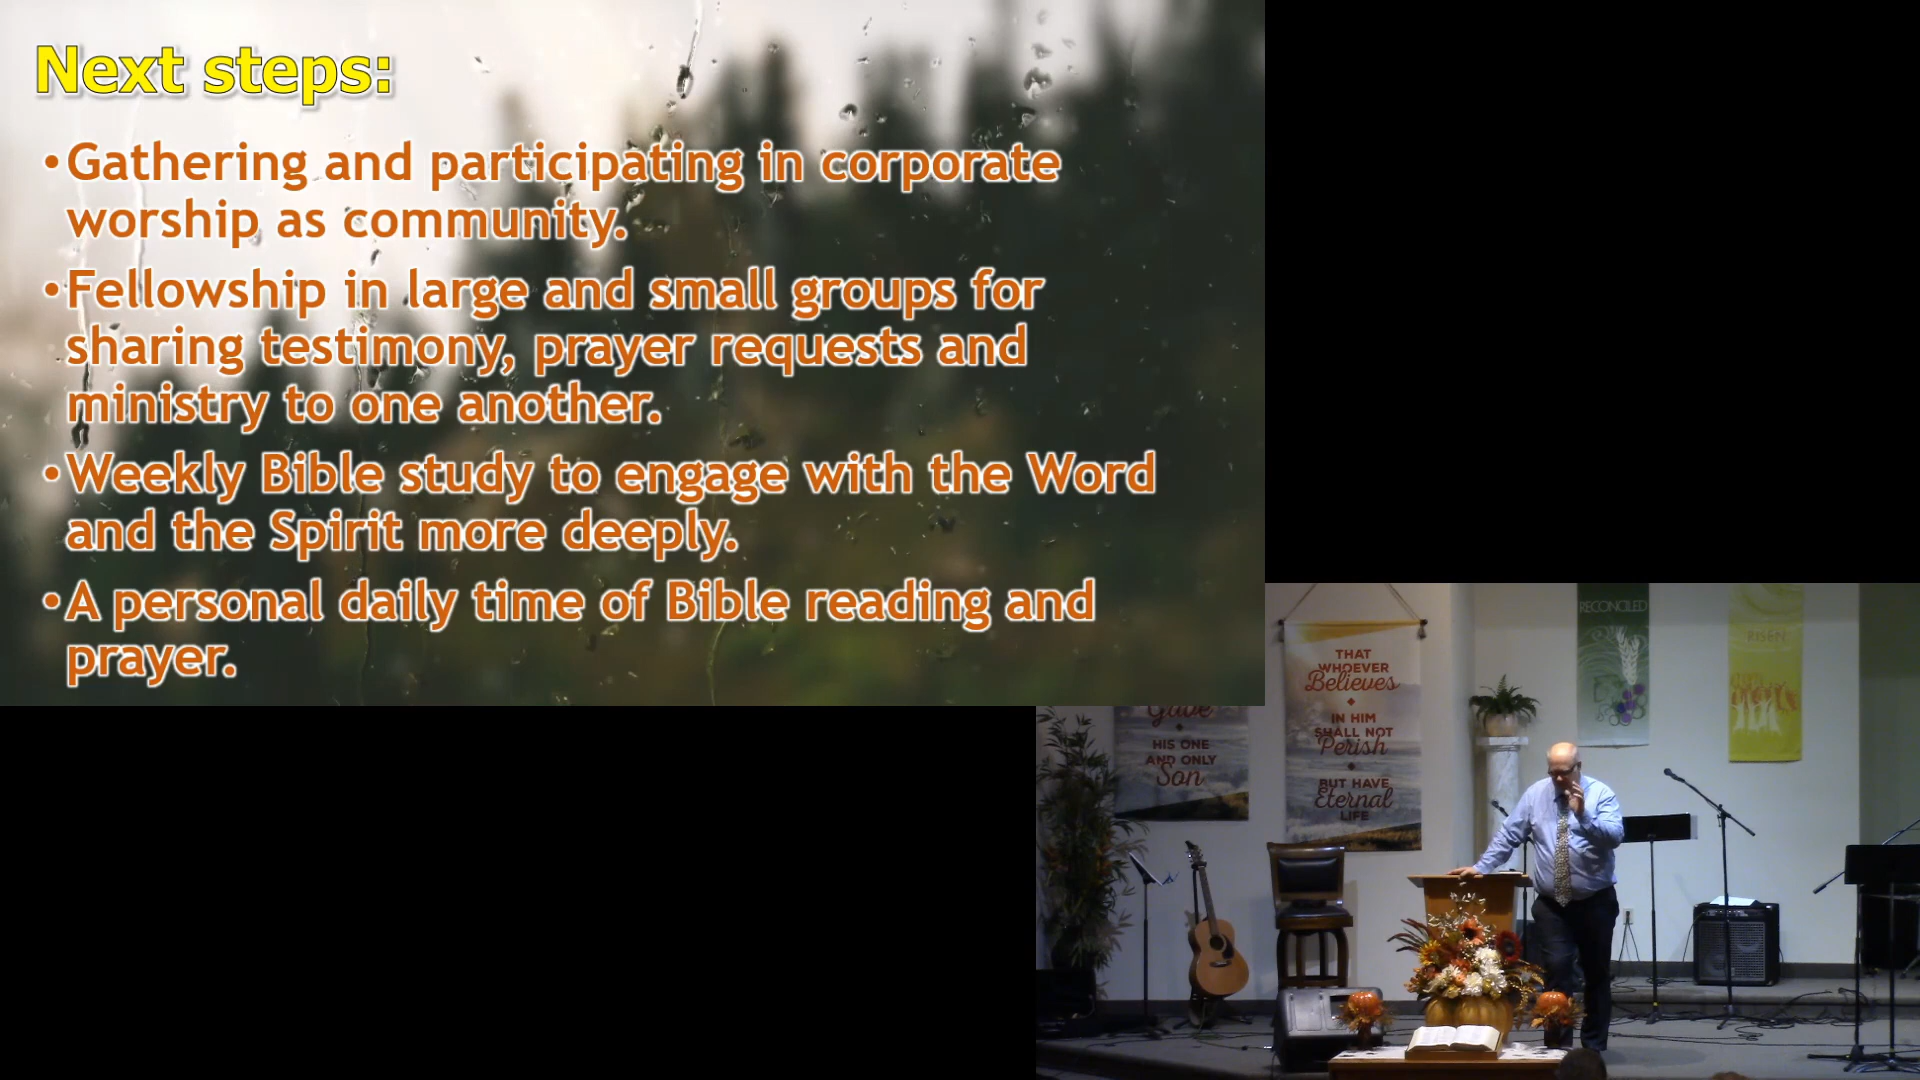 Next steps:
•Gathering and participating in corporate
worship as community.
•Fellowship in large and small groups for
sharing testimony, prayer requests and
ministry to one another.
•Weekly Bible study to engage with the Word
and the Spirit more deeply.
•A personal daily time of Bible reading and
prayer.
Gave
HIS ONE
AND ONLY
Son
THAT
WHOEVER
Believes
IN HIM
SHALL NOT
Perish
BUT HAVE
Eternal
LIFE
RECONCILED
RISEN